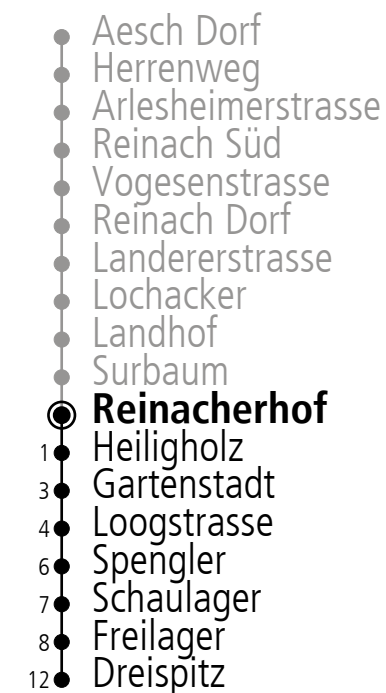 Aesch Dorf
Herrenweg
Arlesheimerstrasse
Reinach Süd
Vogesenstrasse
Reinach Dorf
Landererstrasse
Lochacker
Landhof
Surbaum
Reinacherhof
1 Heiligholz
3 Gartenstadt
4 Loogstrasse
6 Spengler
7 Schaulager
8 Freilager
12 Dreispitz